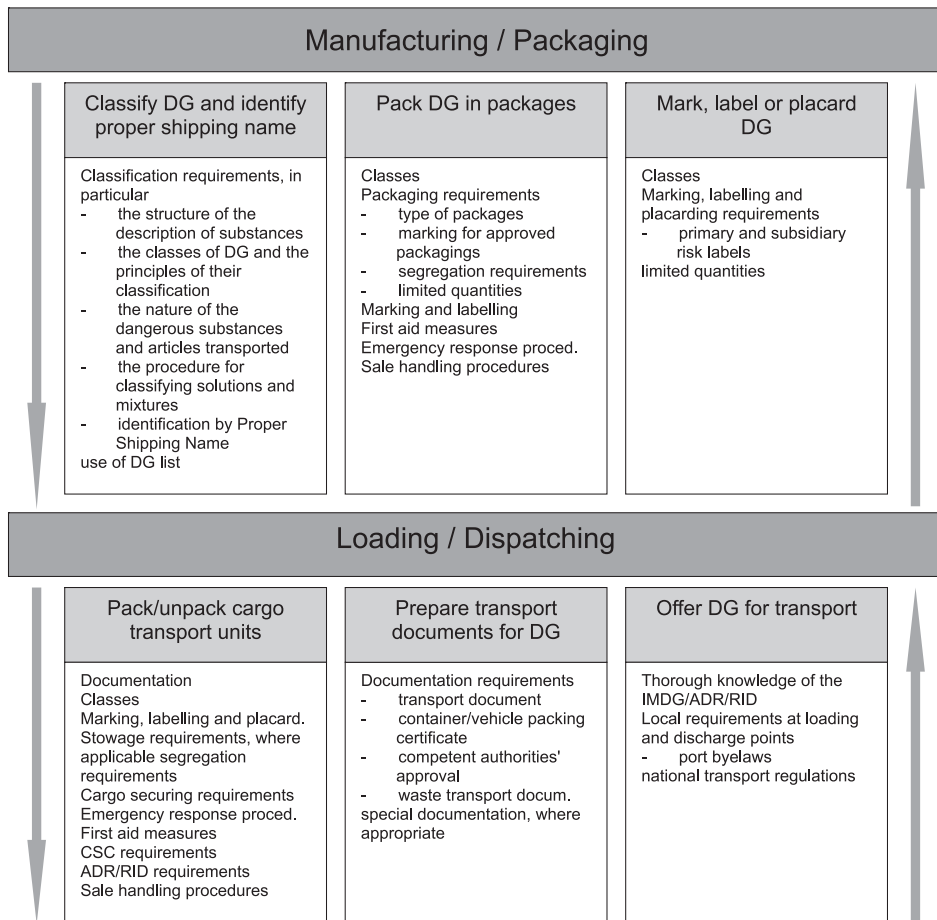 Manufacturing / Packaging
Classify DG and identify
proper shipping name
Classification requirements, in
particular
- the structure of the
description of substances
- the classes of DG and the
principles of their
classification
- the nature of the
dangerous substances
and articles transported
- the procedure for
classifying solutions and
mixtures
- identification by Proper
Shipping Name
use of DG list
Pack DG in packages
Classes
Packaging requirements
- type of packages
- marking for approved
packagings
- segregation requirements
- limited quantities
Marking and labelling
First aid measures
Emergency response proced.
Sale handling procedures
Mark, label or placard
DG
Classes
Marking, labelling and
placarding requirements
- primary and subsidiary
risk labels
limited quantities
Loading / Dispatching
Pack/unpack cargo
transport units
Documentation
Classes
Marking, labelling and placard.
Stowage requirements, where
applicable segregation
requirements
Cargo securing requirements
Emergency response proced.
First aid measures
CSC requirements
ADR/RID requirements
Sale handling procedures
Prepare transport
documents for DG
Documentation requirements
- transport document
- container/vehicle packing
certificate
- competent authorities'
approval
- waste transport docum.
special documentation, where
appropriate
Offer DG for transport
Thorough knowledge of the
IMDG/ADR/RID
Local requirements at loading
and discharge points
- port byelaws
national transport regulations